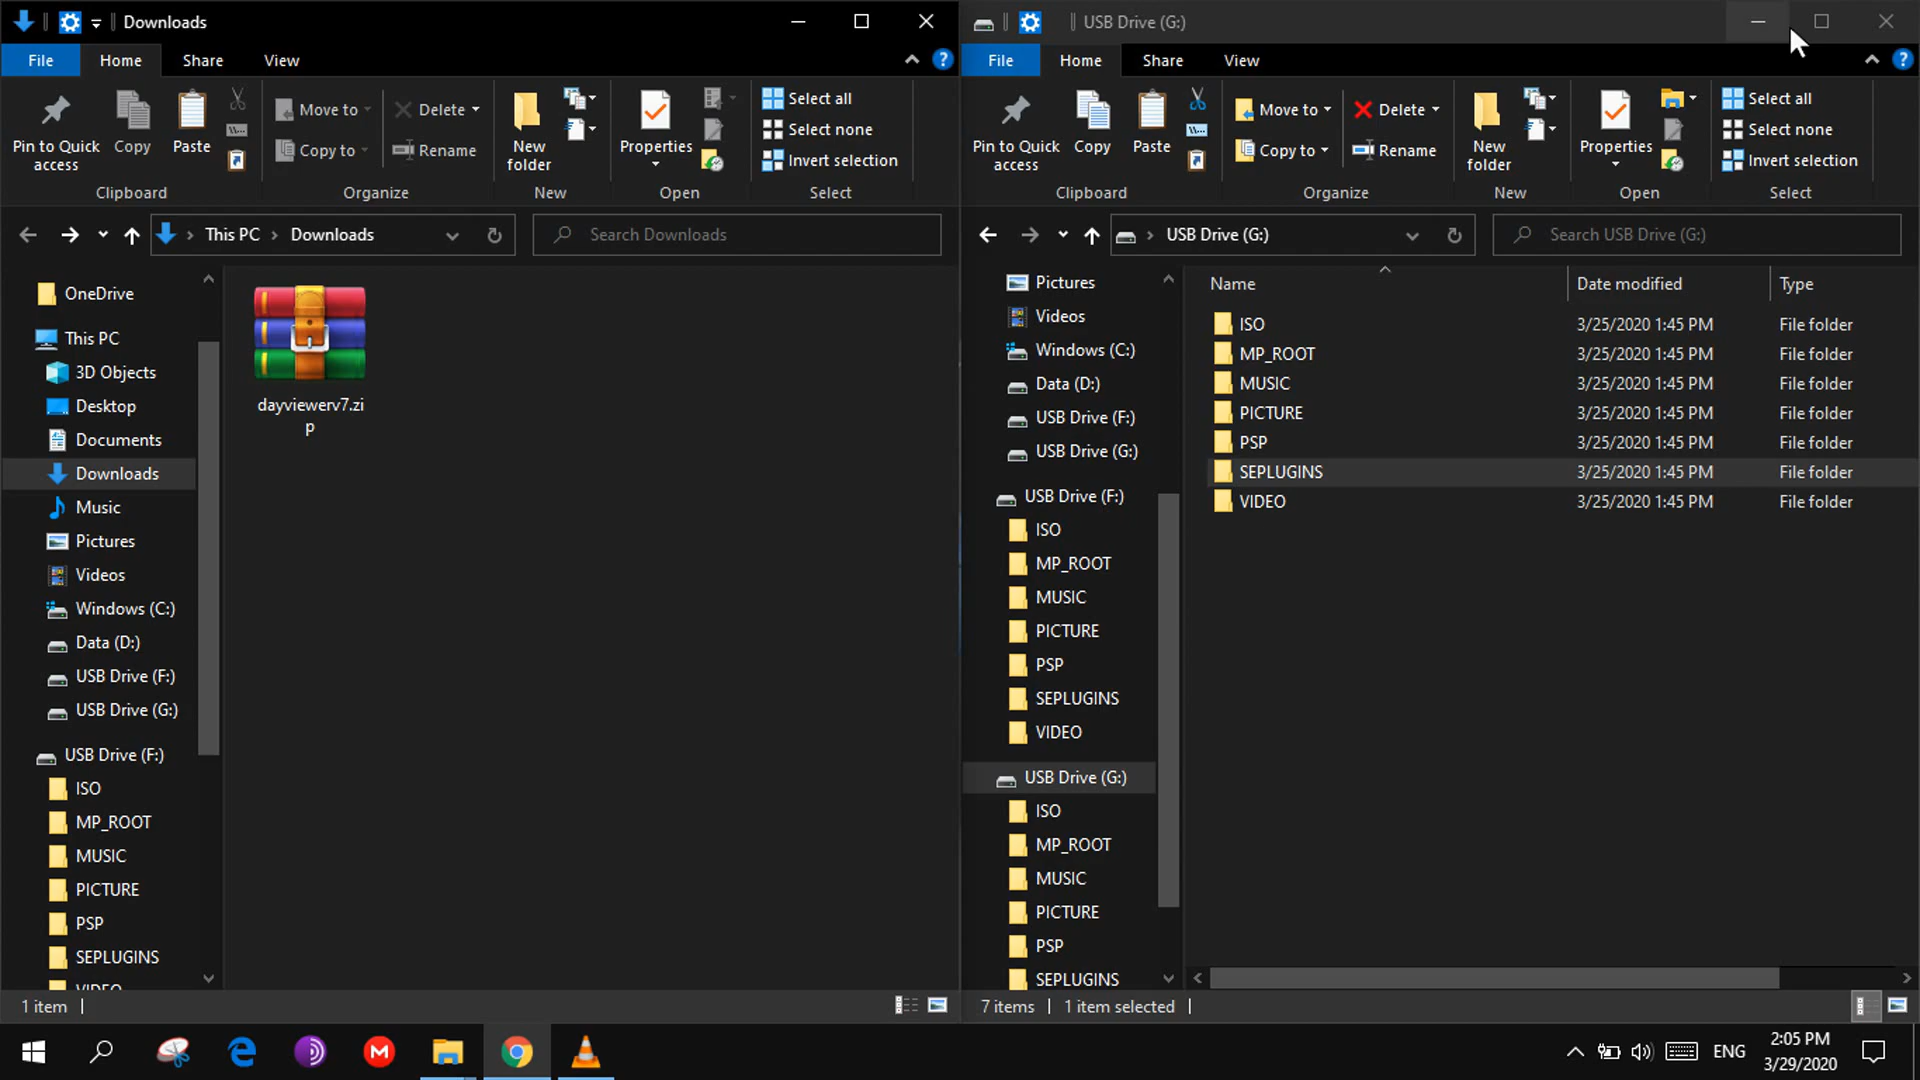 Downloads
File
Home
Share
View
Pin to Quick
access
Copy
Paste
Move to
Copy to
Delete
Rename
New
folder
Properties
Select all
Select none
Invert selection
Clipboard
Organize
New
Open
Select
This PC
Downloads
Search Downloads
OneDrive
This PC
3D Objects
Desktop
Documents
Downloads
Music
Pictures
Videos
Windows (C:)
Data (D:)
USB Drive (F:)
USB Drive (G:)
USB Drive (F:)
ISO
MP_ROOT
MUSIC
PICTURE
PSP
SEPLUGINS
VIDEO
dayviewerv7.zi
p
1 item
USB Drive (G:)
File
Home
Share
View
Pin to Quick
access
Copy
Paste
Move to
Copy to
Delete
Rename
New
folder
Properties
Select all
Select none
Invert selection
Clipboard
Organize
New
Open
Select
USB Drive (G:)
Search USB Drive (G:)
Pictures
Videos
Windows (C:)
Data (D:)
USB Drive (F:)
USB Drive (G:)
USB Drive (F:)
ISO
MP_ROOT
MUSIC
PICTURE
PSP
SEPLUGINS
VIDEO
USB Drive (G:)
ISO
MP_ROOT
MUSIC
PICTURE
PSP
SEPLUGINS
Name Date modified Type
ISO 3/25/2020 1:45 PM File folder
MP_ROOT 3/25/2020 1:45 PM File folder
MUSIC 3/25/2020 1:45 PM File folder
PICTURE 3/25/2020 1:45 PM File folder
PSP 3/25/2020 1:45 PM File folder
SEPLUGINS 3/25/2020 1:45 PM File folder
VIDEO 3/25/2020 1:45 PM File folder
7 items
1 item selected
ENG
2:05 PM
3/29/2020